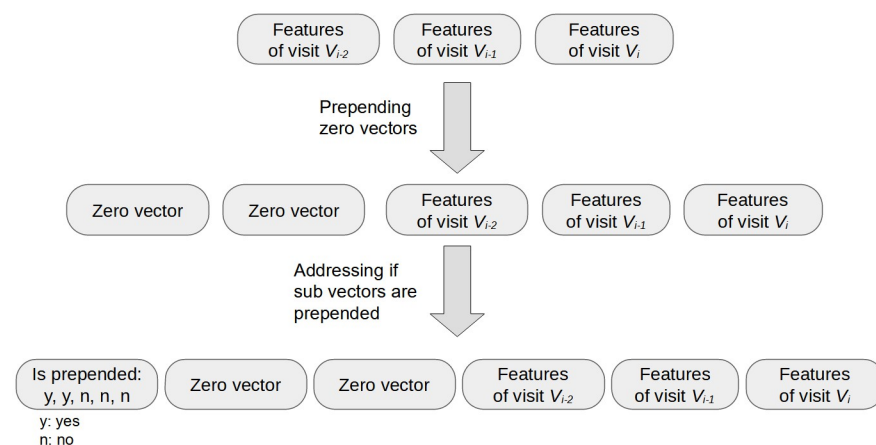 Features
of visit Vi-2
Features
of visit Vi-1
Features
of visit Vi
Prepending
zero vectors
Zero vector
Zero vector
Features
of visit Vi-2
Features
of visit Vi-1
Features
of visit Vi
Addressing if
sub vectors are
prepended
Is prepended:
y, y, n, n, n
Zero vector
Zero vector
Features
of visit Vi-2
Features
of visit Vi-1
Features
of visit Vi
y: yes
n: no